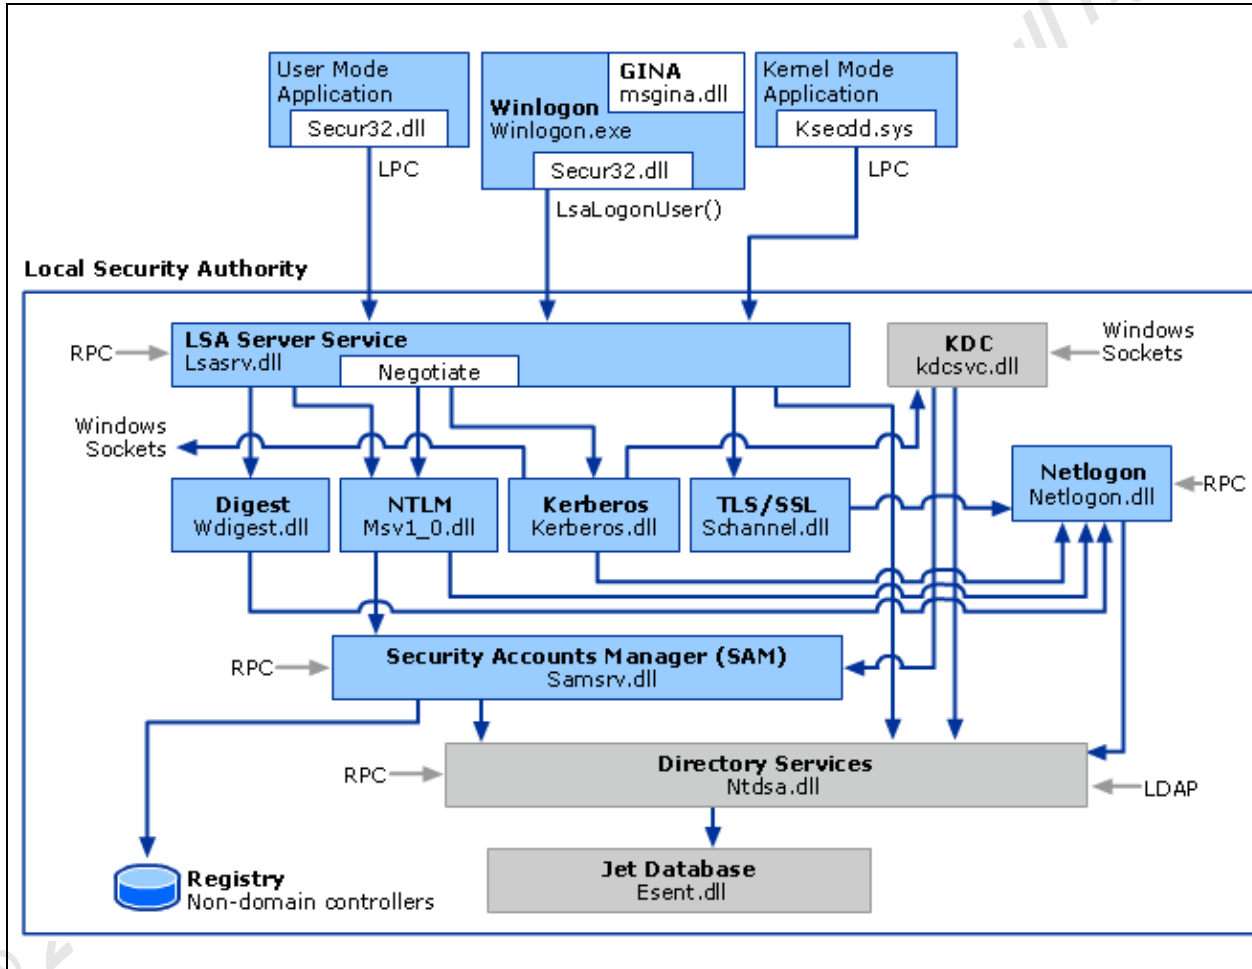 User Mode
Application
Secur32.dll
LPC
GINA
msgina.dll
Winlogon
Winlogon.exe
Secur32.dll
LsaLogonUser()
Kernel Mode
Application
Ksecdd.sys
LPC
Local Security Authority
RPC
LSA Server Service
Lsasrv.dll
Negotiate
KDC
kdcsvc.dll
Windows
Sockets
Windows
Sockets
Digest
Wdigest.dll
NTLM
Msv1_0.dll
Kerberos
Kerberos.dll
TLS/SSL
Schannel.dll
Netlogon
Netlogon.dll
RPC
RPC
Security Accounts Manager (SAM)
Samsrv.dll
RPC
Directory Services
Ntdsa.dll
LDAP
Registry
Non-domain controllers
Jet Database
Esent.dll